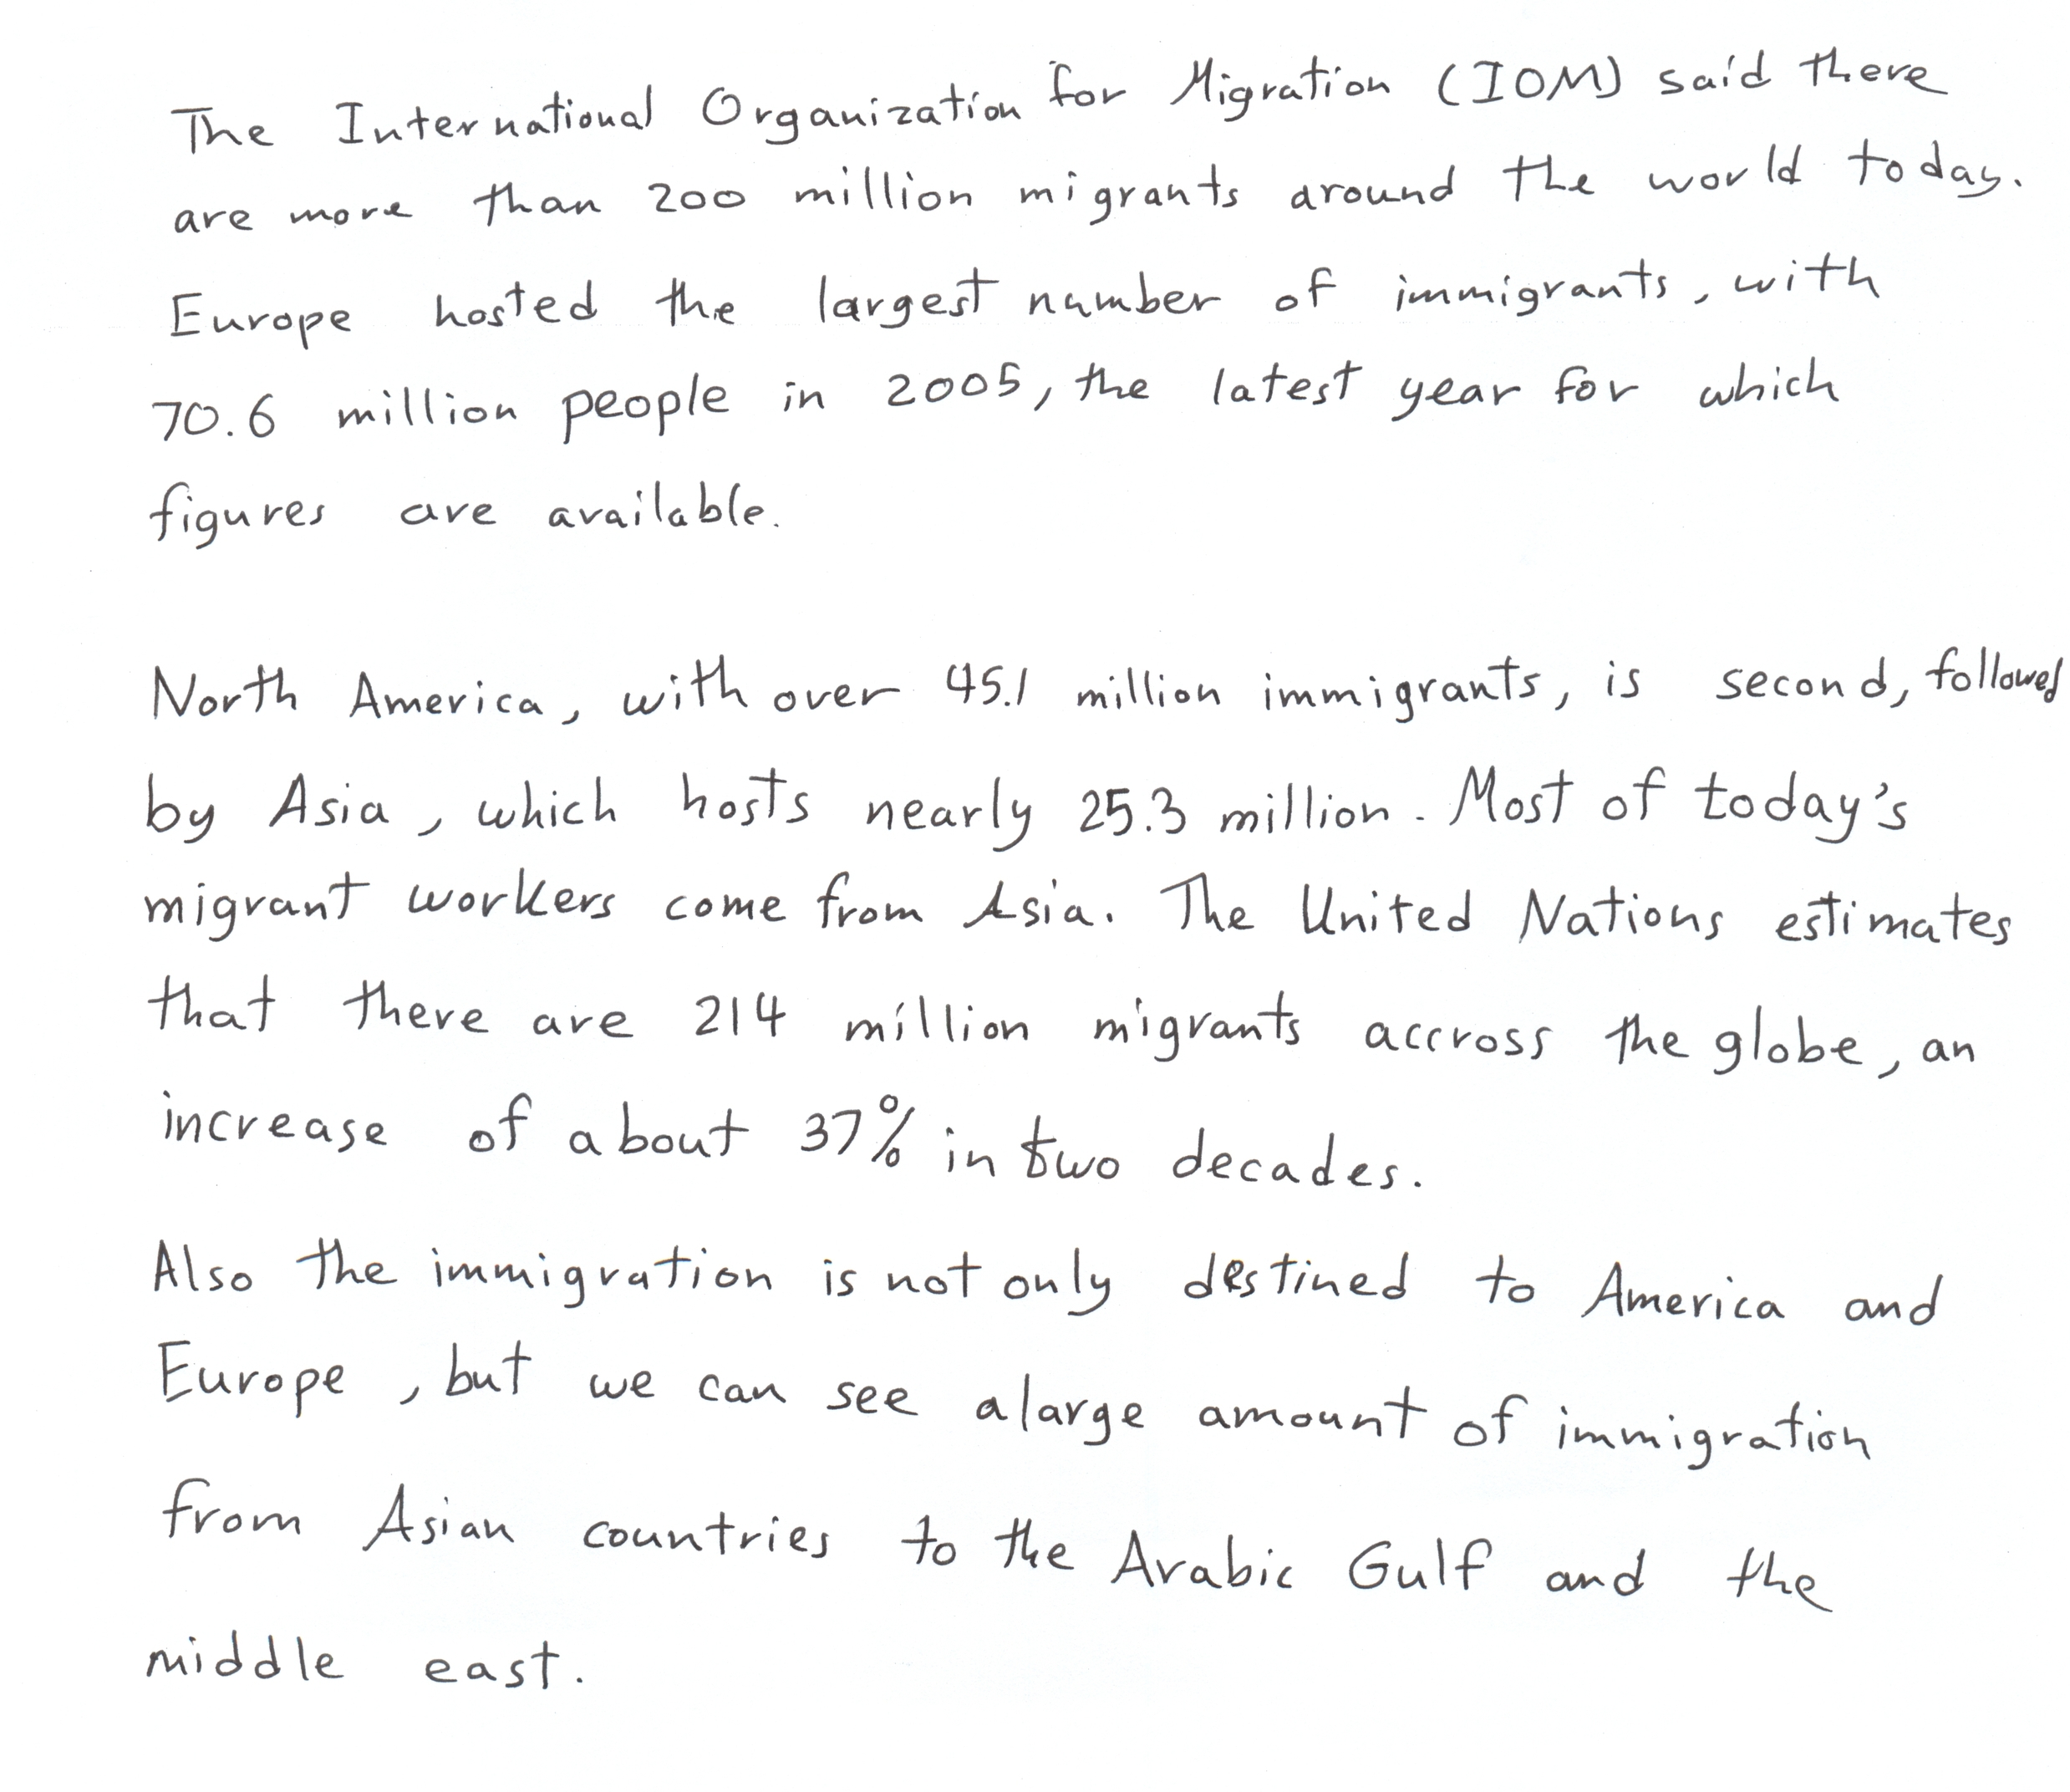 The International Organization for Migration (IOM) said there
are more than 200 million migrants around the world today.
Europe hosted the largest number of immigrants, with
70.6 million people in 2005, the latest year for which
figures are available.
North America, with over 45.1 million immigrants, is second, followed
by Asia, which hosts nearly 25.3 million. Most of today's
migrant workers come from Asia. The United Nations estimates
that there are 214 million migrants accross the globe, an
increase of about 37% in two decades.
Also the immigration is not only destined to America and
Europe, but we can see a large amount of immigration
from Asian countries to the Arabic Gulf and the
middle east.